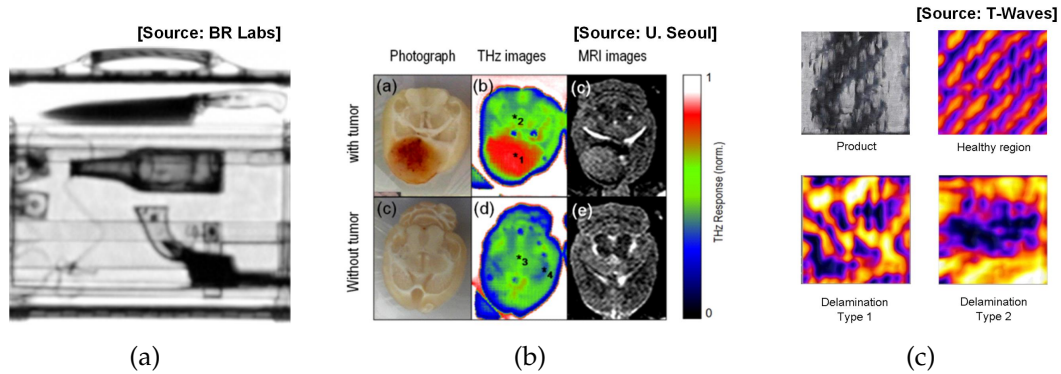 [Source: BR Labs]
(a)
[Source: U. Seoul]
Photograph THz images MRI images
with tumor
(a) (b) (c)
*2
*1
Without tumor
(c) (d) (e)
*3
*4
1
THz Response (norm.)
0
(b)
[Source: T-Waves]
Product Healthy region
Delamination Delamination
Type 1 Type 2
(c)